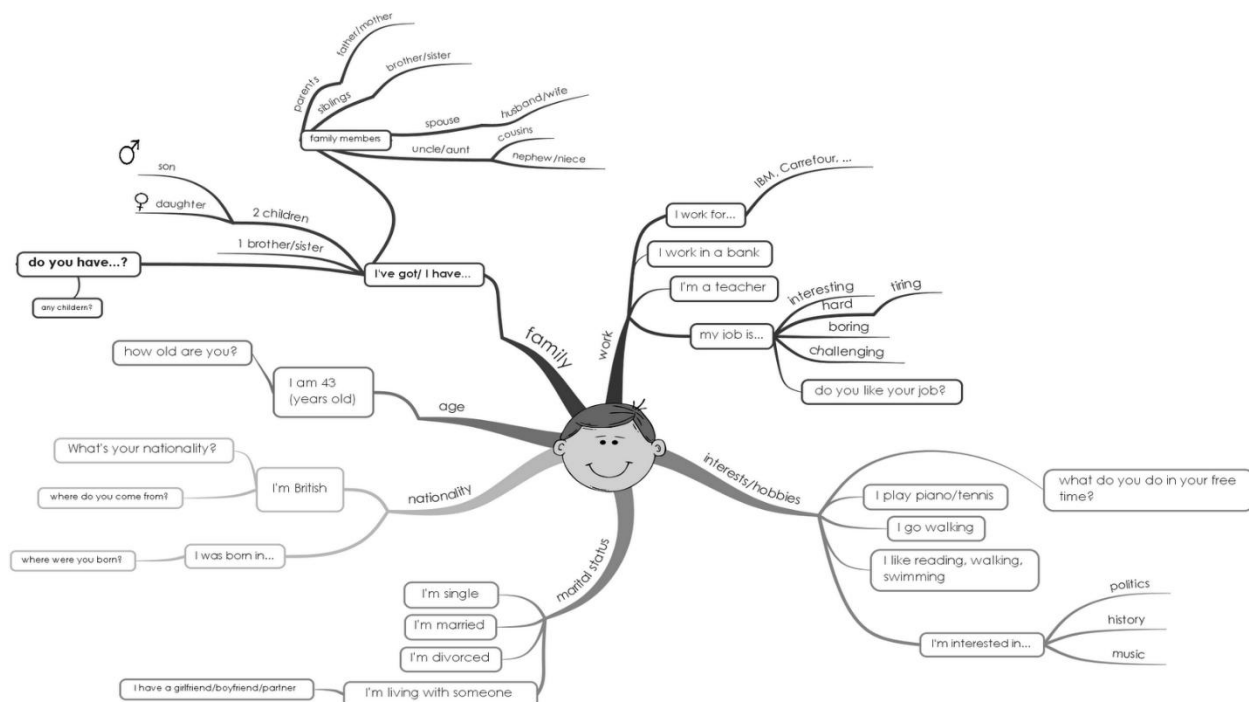 father/mother
parents
brother/sister
siblings
husband/wife
spouse
family members
cousins
uncle/aunt
nephew/niece
son
daughter
2 children
1 brother/sister
do you have...?
I've got/ I have...
any childern?
family
IBM, Carrefour, ...
I work for...
I work in a bank
I'm a teacher
interesting
tiring
hard
my job is...
boring
challenging
do you like your job?
work
how old are you?
I am 43
(years old)
age
What's your nationality?
I'm British
where do you come from?
nationality
where were you born?
I was born in...
interests/hobbies
what do you do in your free
time?
I play piano/tennis
I go walking
I like reading, walking,
swimming
politics
history
I'm interested in...
music
marital status
I'm single
I'm married
I'm divorced
I have a girlfriend/boyfriend/partner
I'm living with someone